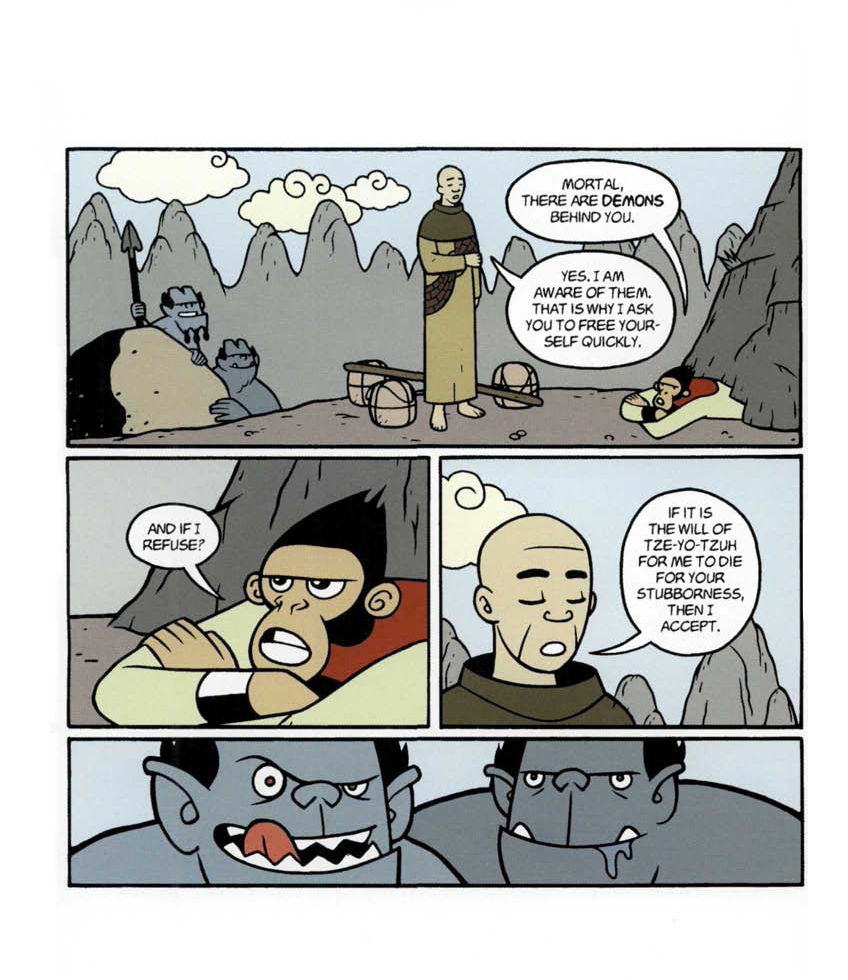 MORTAL,
THERE ARE DEMONS
BEHIND YOU.
YES. I AM
AWARE OF THEM.
THAT IS WHY I ASK
YOU TO FREE YOUR-
SELF QUICKLY.
AND IF I
REFUSE?
IF IT IS
THE WILL OF
TZE-YO-TZUH
FOR ME TO DIE
FOR YOUR
STUBBORNESS,
THEN I
ACCEPT.